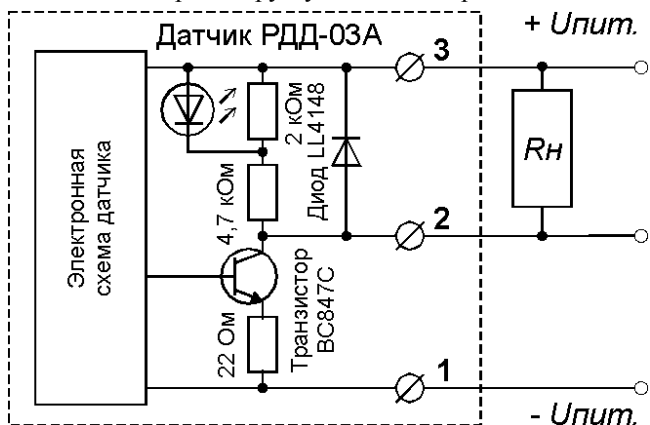 Датчик РДД-03А
3
+ Uпит.
2 кОм
Диод LL4148
Rн
4,7 кОм
2
Электронная
схема датчика
Транзистор
BC847C
22 Ом
1
- Uпит.